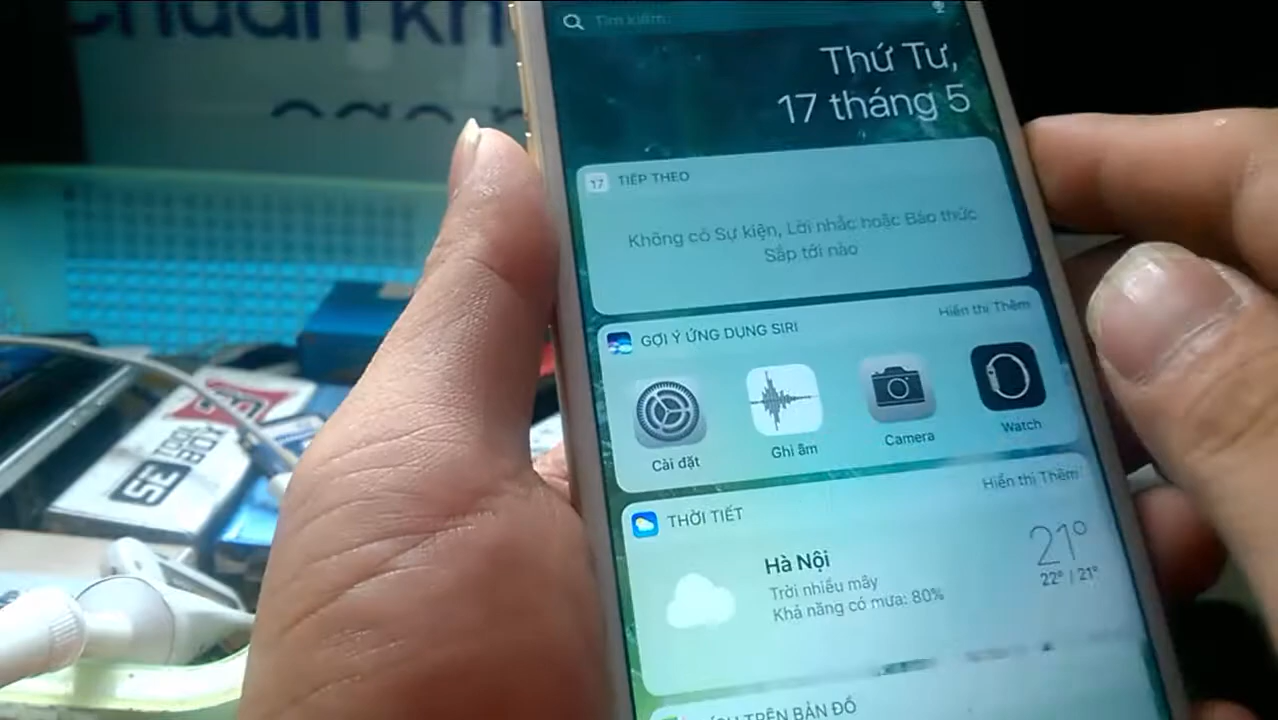 chuẩn kh
Tìm kiếm
Thứ Tư,
17 tháng 5
17 TIẾP THEO
Không có Sự kiện, Lời nhắc hoặc Báo thức
Sắp tới nào
GỢI Ý ỨNG DỤNG SIRI
Hiển thị Thêm
Cài đặt
Ghi âm
Camera
Watch
THỜI TIẾT
Hiển thị Thêm
Hà Nội
Trời nhiều mây
Khả năng có mưa: 80%
21°
22° / 21°
TRÊN BẢN ĐỒ
TOOL
BOX
SE